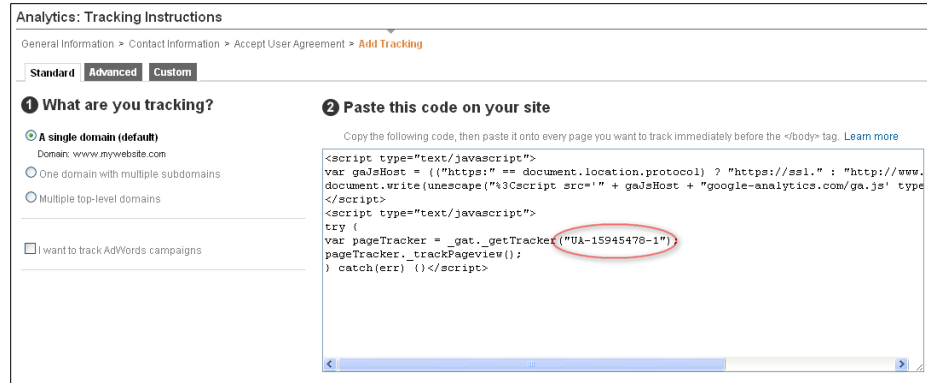 Analytics: Tracking Instructions
General Information > Contact Information > Accept User Agreement > Add Tracking
Standard Advanced Custom
1 What are you tracking?
A single domain (default)
Domain: www.mywebsite.com
One domain with multiple subdomains
Multiple top-level domains
I want to track AdWords campaigns
2 Paste this code on your site
Copy the following code, then paste it onto every page you want to track immediately before the </body> tag. Learn more
<script type="text/javascript">
var gaJsHost = (("https:" == document.location.protocol) ? "https://ssl." : "http://www.
document.write(unescape("%3Cscript src='" + gaJsHost + "google-analytics.com/ga.js' type
</script>
<script type="text/javascript">
try {
var pageTracker = _gat._getTracker("UA-15945478-1");
pageTracker._trackPageview();
} catch(err) {}</script>